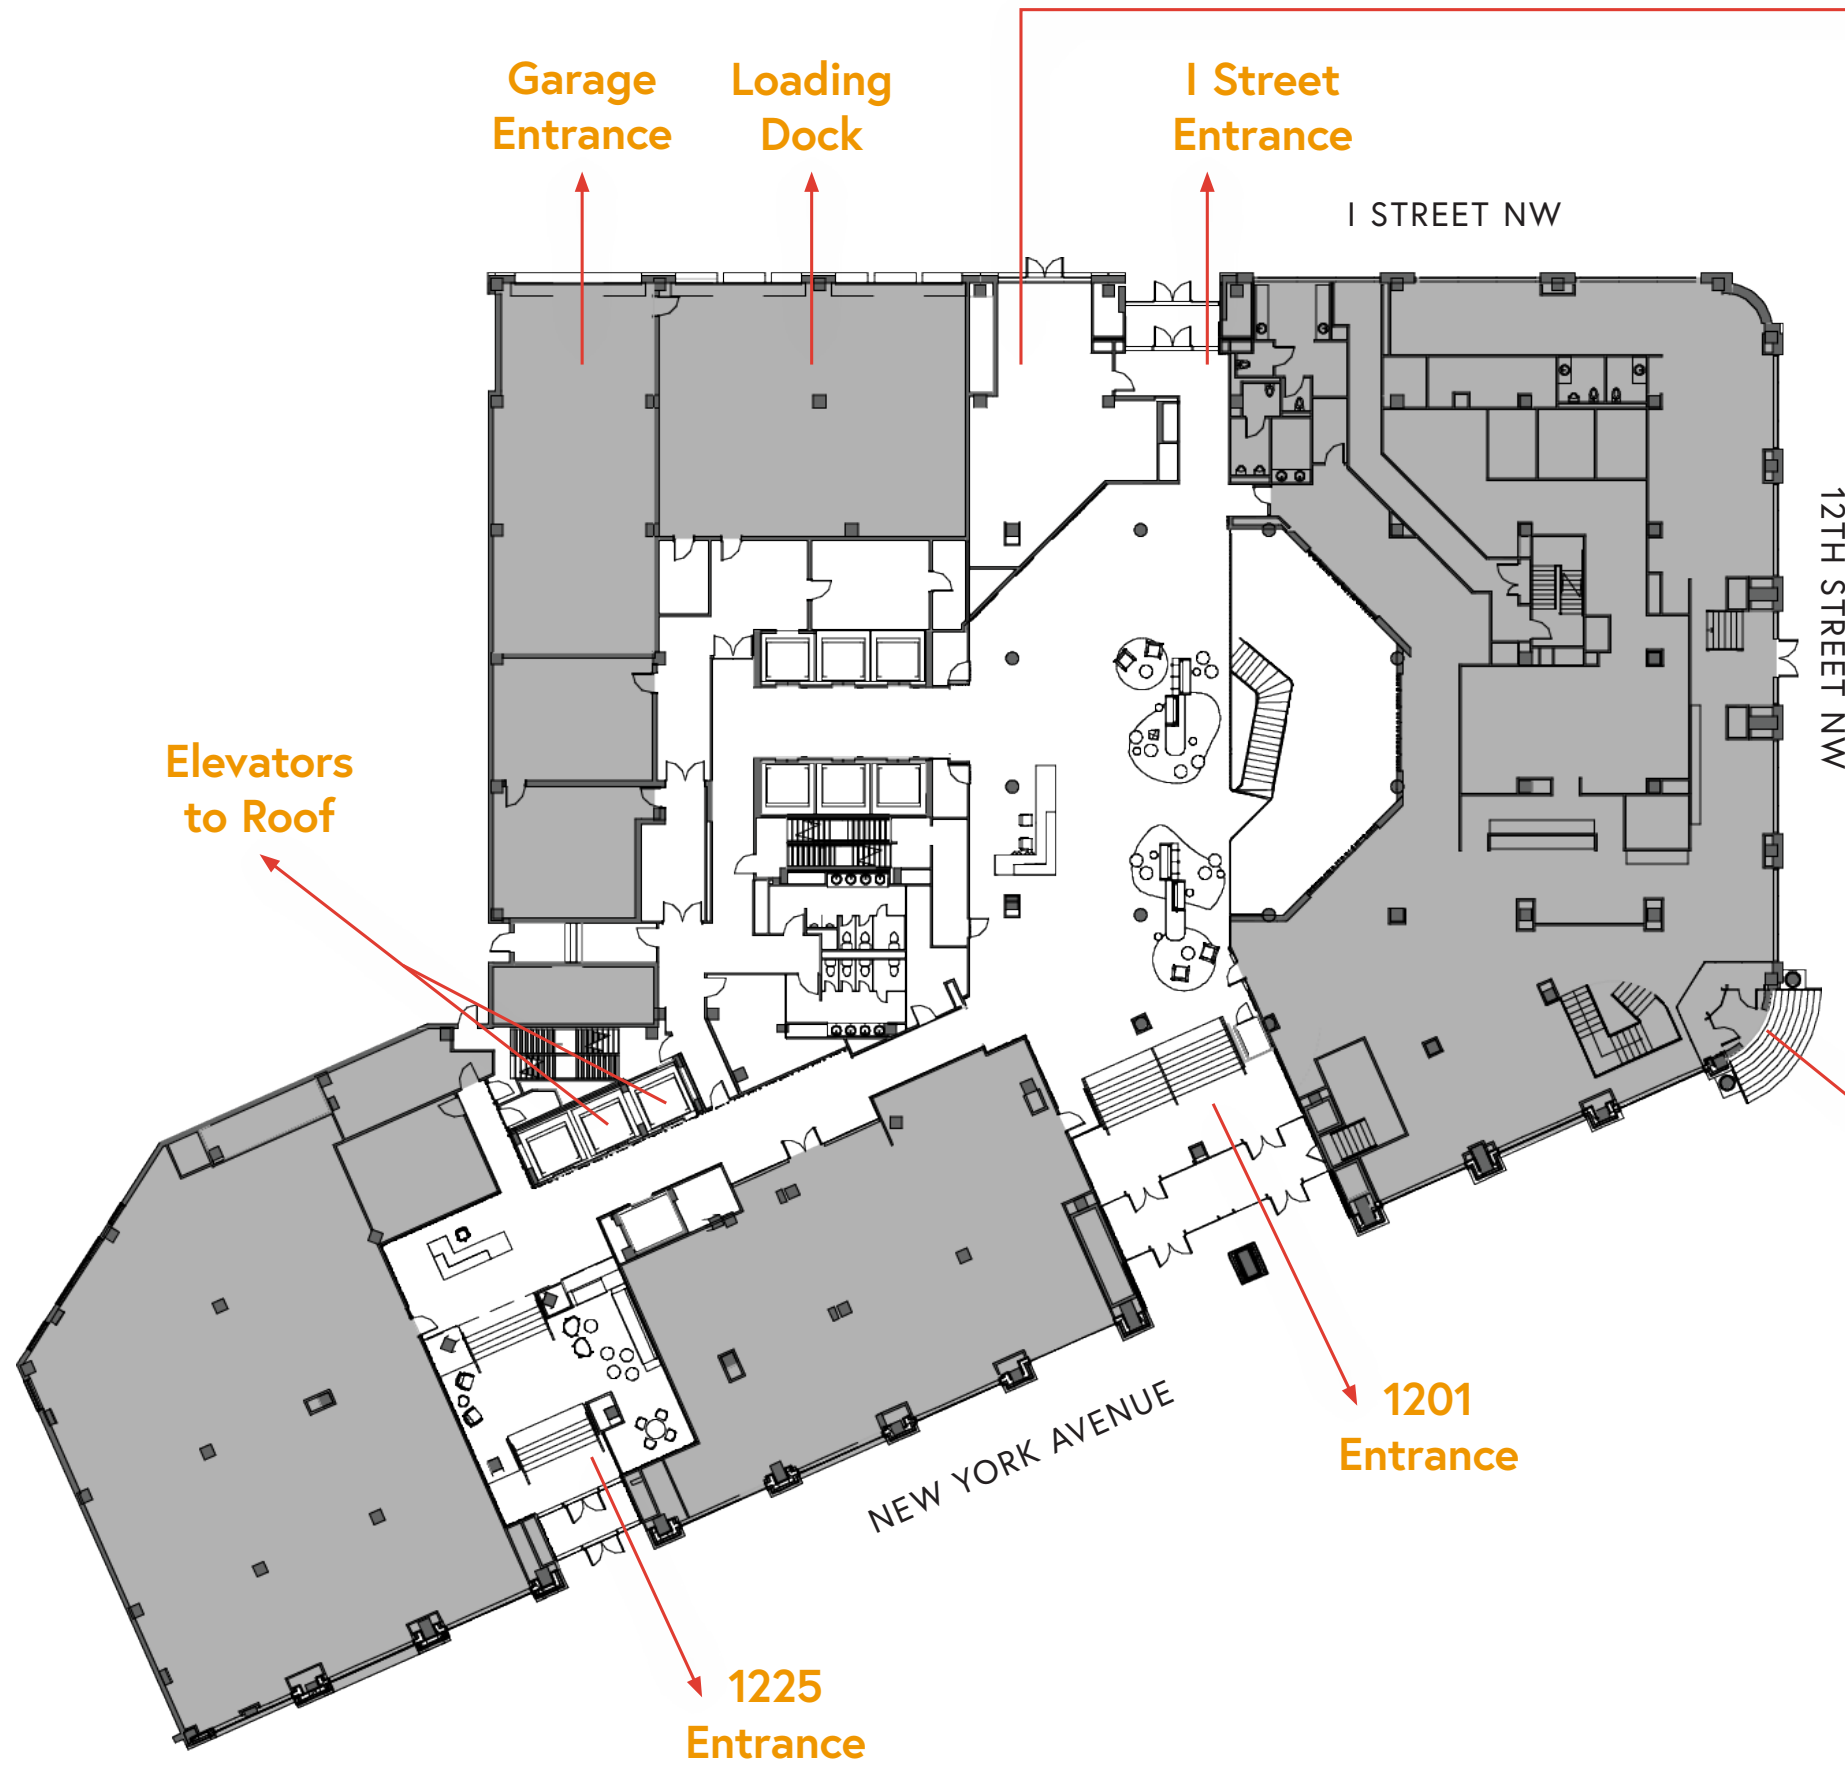 Garage
Entrance
Loading
Dock
I Street
Entrance
I STREET NW
12TH STREET NW
Elevators
to Roof
NEW YORK AVENUE
1201
Entrance
1225
Entrance